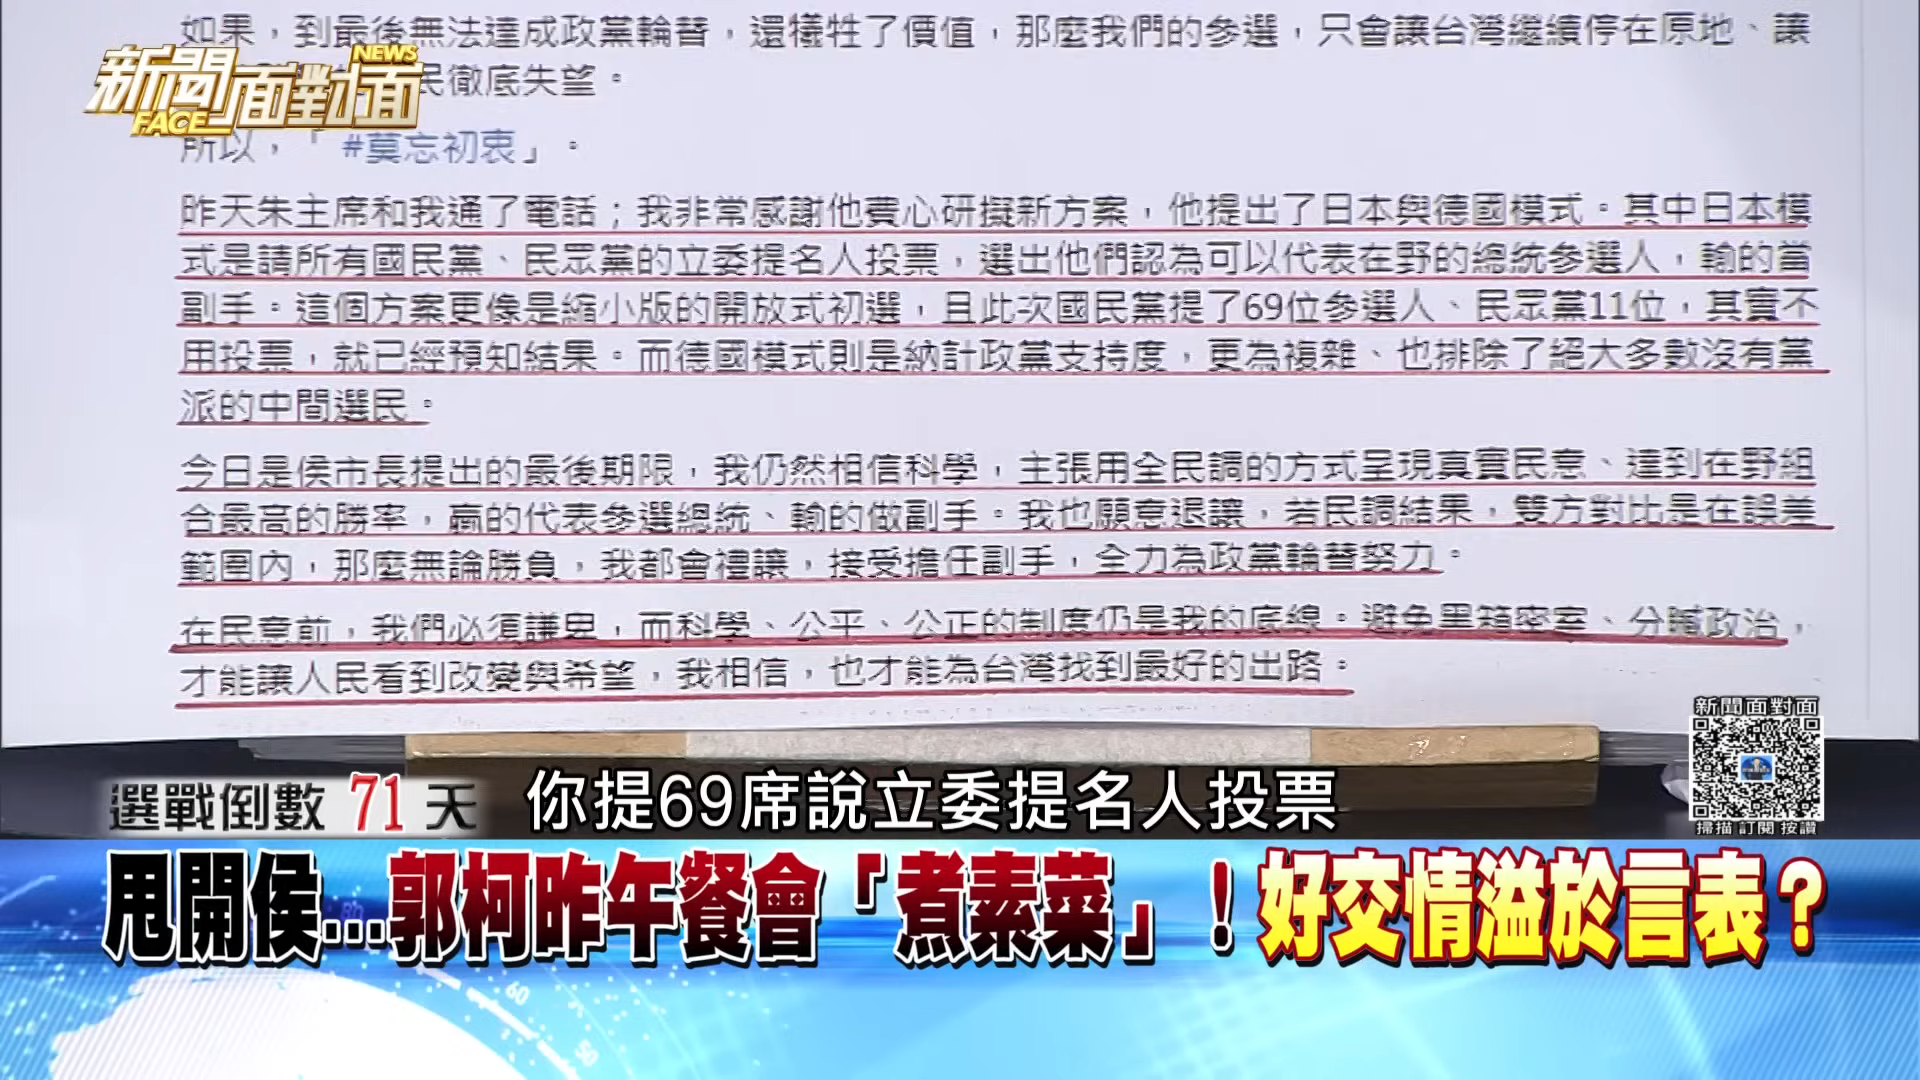 如果，到最後無法達成政黨輪替，還犧牲了價值，那麼我們的參選，只會讓台灣繼續停在原地、讓
民徹底失望。
所以，「 #莫忘初衷」。
昨天朱主席和我通了電話；我非常感謝他費心研擬新方案，他提出了日本與德國模式。其中日本模
式是請所有國民黨、民眾黨的立委提名人投票，選出他們認為可以代表在野的總統參選人，輸的當
副手。這個方案更像是縮小版的開放式初選，且此次國民黨提了69位參選人、民眾黨11位，其實不
用投票，就已經預知結果。而德國模式則是納計政黨支持度，更為複雜、也排除了絕大多數沒有黨
派的中間選民。
今日是侯市長提出的最後期限，我仍然相信科學，主張用全民調的方式呈現真實民意、達到在野組
合最高的勝率，贏的代表參選總統、輸的做副手。我也願意退讓，若民調結果，雙方對比是在誤差
範圍內，那麼無論勝負，我都會禮讓，接受擔任副手，全力為政黨輪替努力。
在民意前，我們必須謙卑，而科學、公平、公正的制度仍是我的底線。避免黑箱密室、分贓政治，
才能讓人民看到改變與希望，我相信，也才能為台灣找到最好的出路。
新聞面對面
NEWS
FACE
新聞面對面
掃描 訂閱 按讚
選戰倒數 71 天
你提69席說立委提名人投票
甩開侯...郭柯昨午餐會「煮素菜」！好交情溢於言表？
60
50